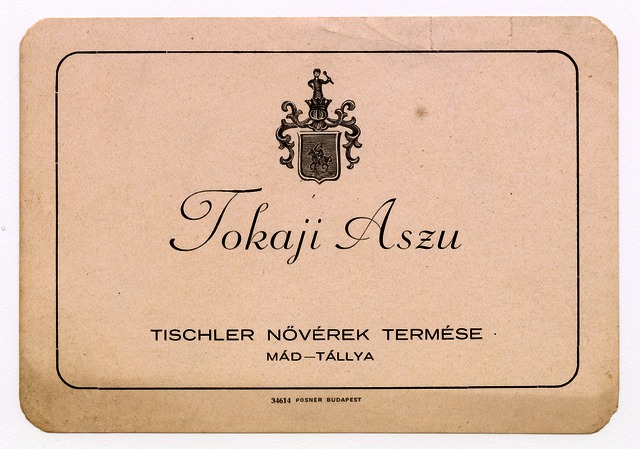 Tokaji Aszu
TISCHLER NŐVÉREK TERMÉSE
MÁD—TÁLLYA
34614 POSNER BUDAPEST